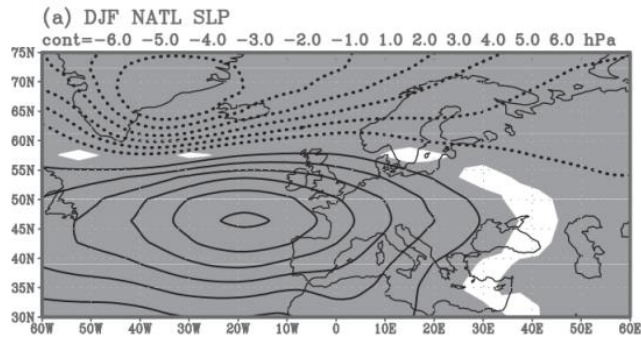 (a) DJF NATL SLP
cont=-6.0 -5.0 -4.0 -3.0 -2.0 -1.0 1.0 2.0 3.0 4.0 5.0 6.0 hPa
75N
70N
65N
60N
55N
50N
45N
40N
35N
30N
60W 50W 40W 30W 20W 10W 0 10E 20E 30E 40E 50E 60E